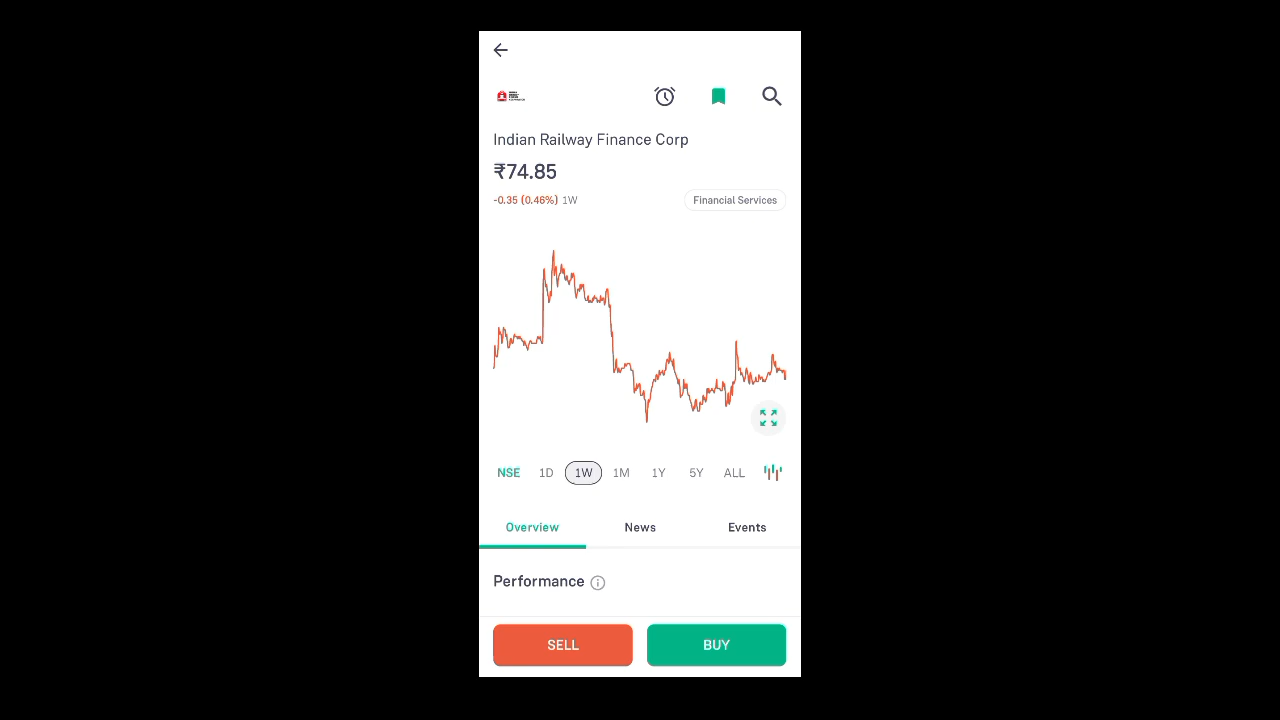 Indian Railway Finance Corp
₹74.85
-0.35 (0.46%) 1W
Financial Services
NSE 1D 1W 1M 1Y 5Y ALL
Overview News Events
Performance
SELL BUY